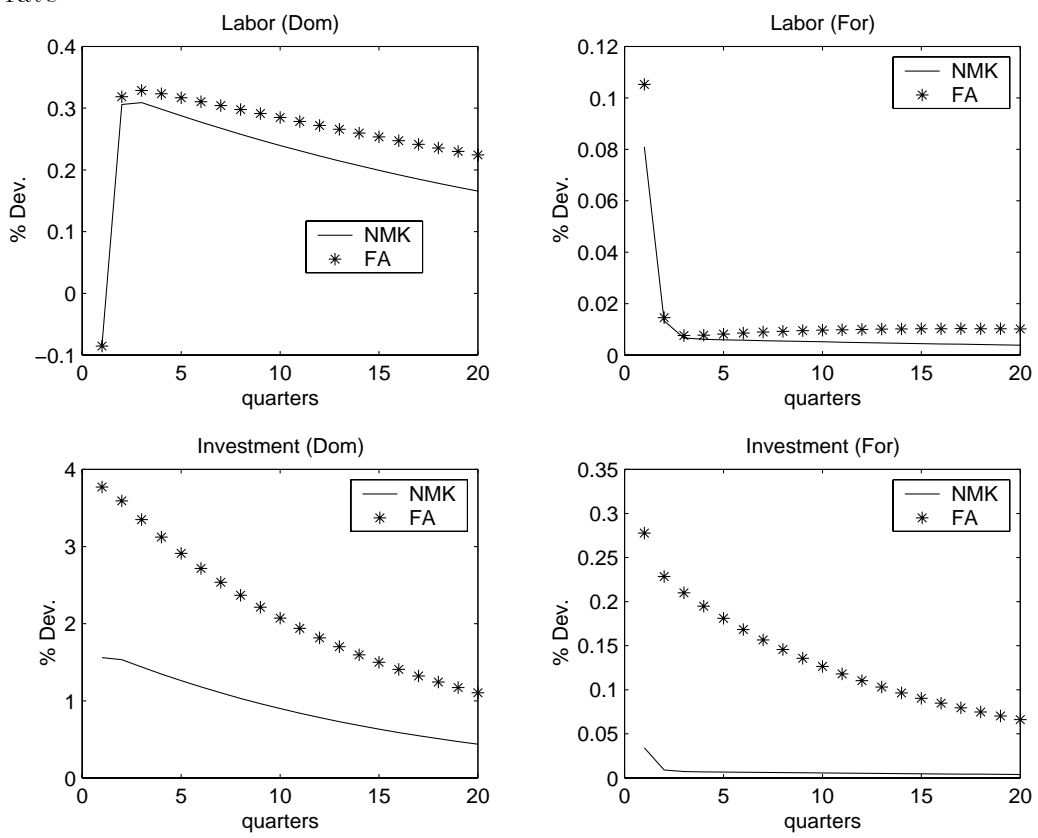 Labor (Dom)
0.4
0.3
0.2
0.1
0
−0.1
% Dev.
NMK
FA
0
5
10
15
20
quarters
Labor (For)
0.12
0.1
0.08
0.06
0.04
0.02
0
% Dev.
NMK
FA
0
5
10
15
20
quarters
Investment (Dom)
4
3
2
1
0
% Dev.
NMK
FA
0
5
10
15
20
quarters
Investment (For)
0.35
0.3
0.25
0.2
0.15
0.1
0.05
0
% Dev.
NMK
FA
0
5
10
15
20
quarters